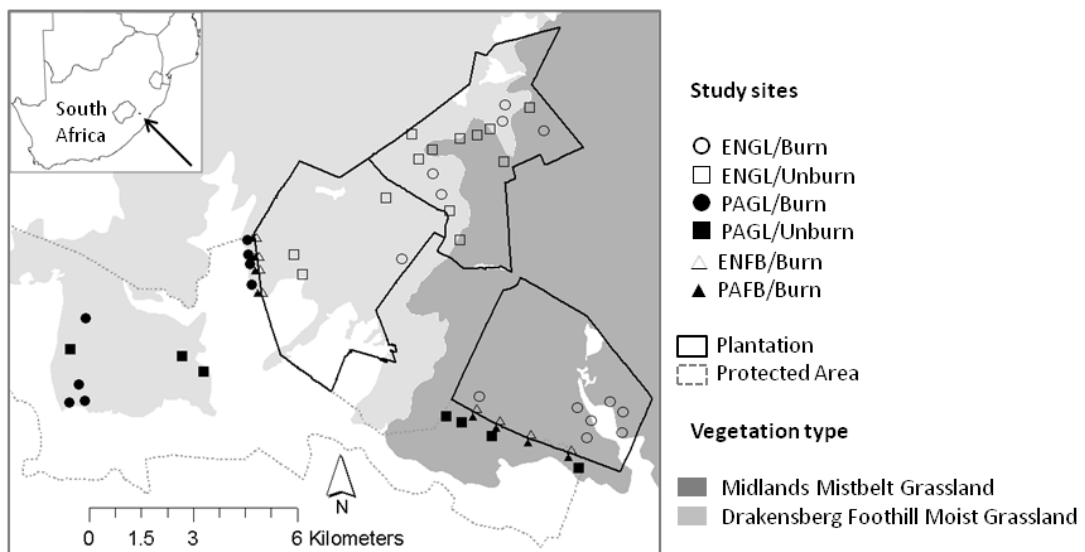 South
Africa
N
0 1.5 3 6 Kilometers
Study sites
ENGL/Burn
ENGL/Unburn
PAGL/Burn
PAGL/Unburn
ENFB/Burn
PAFB/Burn
Plantation
Protected Area
Vegetation type
Midlands Mistbelt Grassland
Drakensberg Foothill Moist Grassland